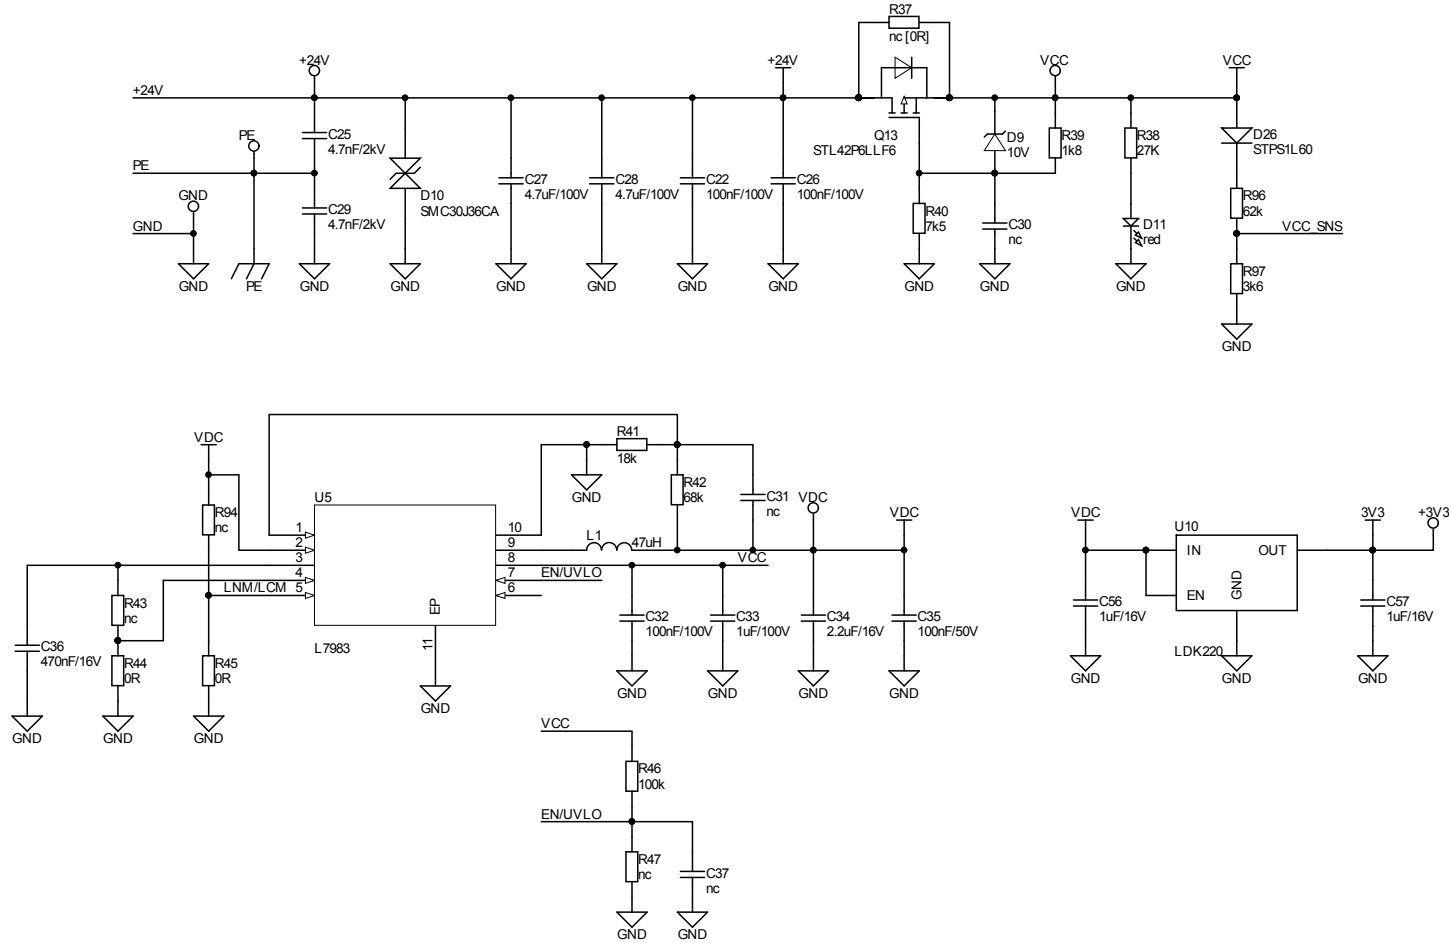 R37
nc [0R]
+24V
+24V
VCC
VCC
+24V
C25
4.7nF/2kV
PE
PE
GND
GND
C29
4.7nF/2kV
D10
SMC30J36CA
C27
4.7uF/100V
C28
4.7uF/100V
C22
100nF/100V
C26
100nF/100V
Q13
STL42P6LLF6
D9
10V
R39
1k8
R38
27K
D26
STPS1L60
R40
7k5
C30
nc
D11
red
R96
62k
VCC_SNS
R97
3k6
GND
PE
GND
GND
GND
GND
GND
GND
GND
GND
GND
GND
VDC
R41
18k
GND
R42
68k
C31
nc
VDC
VDC
U5
R94
nc
1
2
3
4
5
10
9
8
7
6
L1
47uH
VCC
EN/UVLO
LNM/LCM
EP
11
L7983
R43
nc
C36
470nF/16V
R44
0R
R45
0R
C32
100nF/100V
C33
1uF/100V
C34
2.2uF/16V
C35
100nF/50V
GND
GND
GND
GND
GND
GND
GND
GND
VDC
U10
IN
OUT
EN
GND
LDK220
3V3
+3V3
C56
1uF/16V
C57
1uF/16V
GND
GND
GND
VCC
R46
100k
EN/UVLO
R47
nc
C37
nc
GND
GND